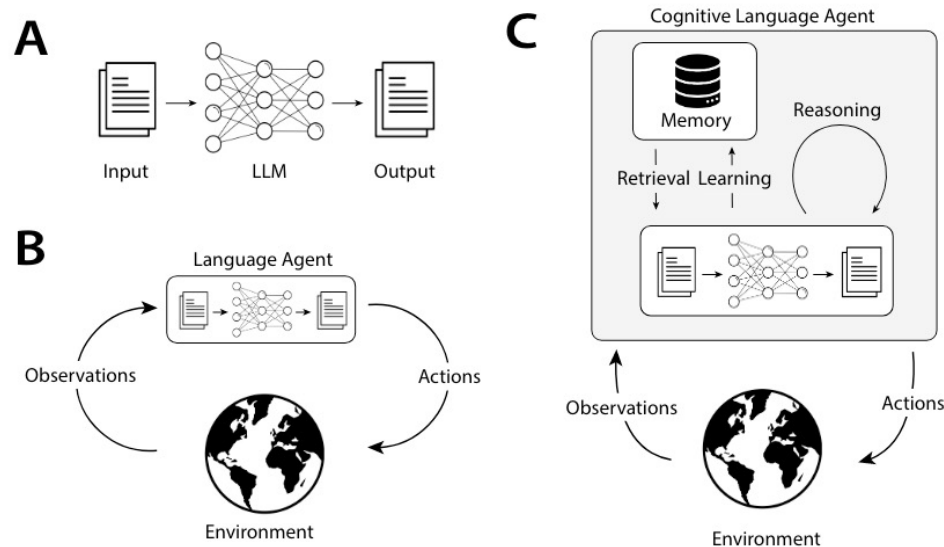 A
Input
LLM
Output
B
Language Agent
Observations
Actions
Environment
C
Cognitive Language Agent
Memory
Reasoning
Retrieval Learning
Observations
Actions
Environment